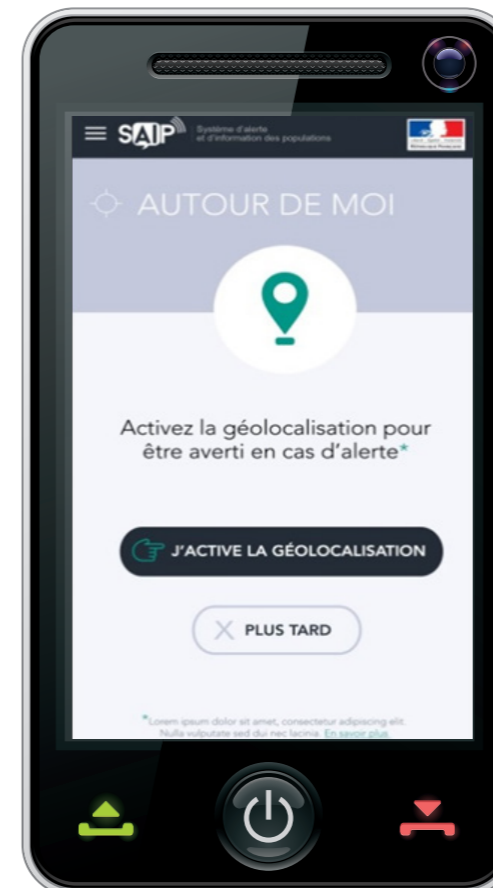 SAIP
Système d'alerte
et d'information des populations
RÉPUBLIQUE FRANÇAISE
AUTOUR DE MOI
Activez la géolocalisation pour
être averti en cas d'alerte*
J'ACTIVE LA GÉOLOCALISATION
X PLUS TARD
*Lorem ipsum dolor sit amet, consectetur adipiscing elit.
Nulla vulputate sed dui nec lacinia. En savoir plus